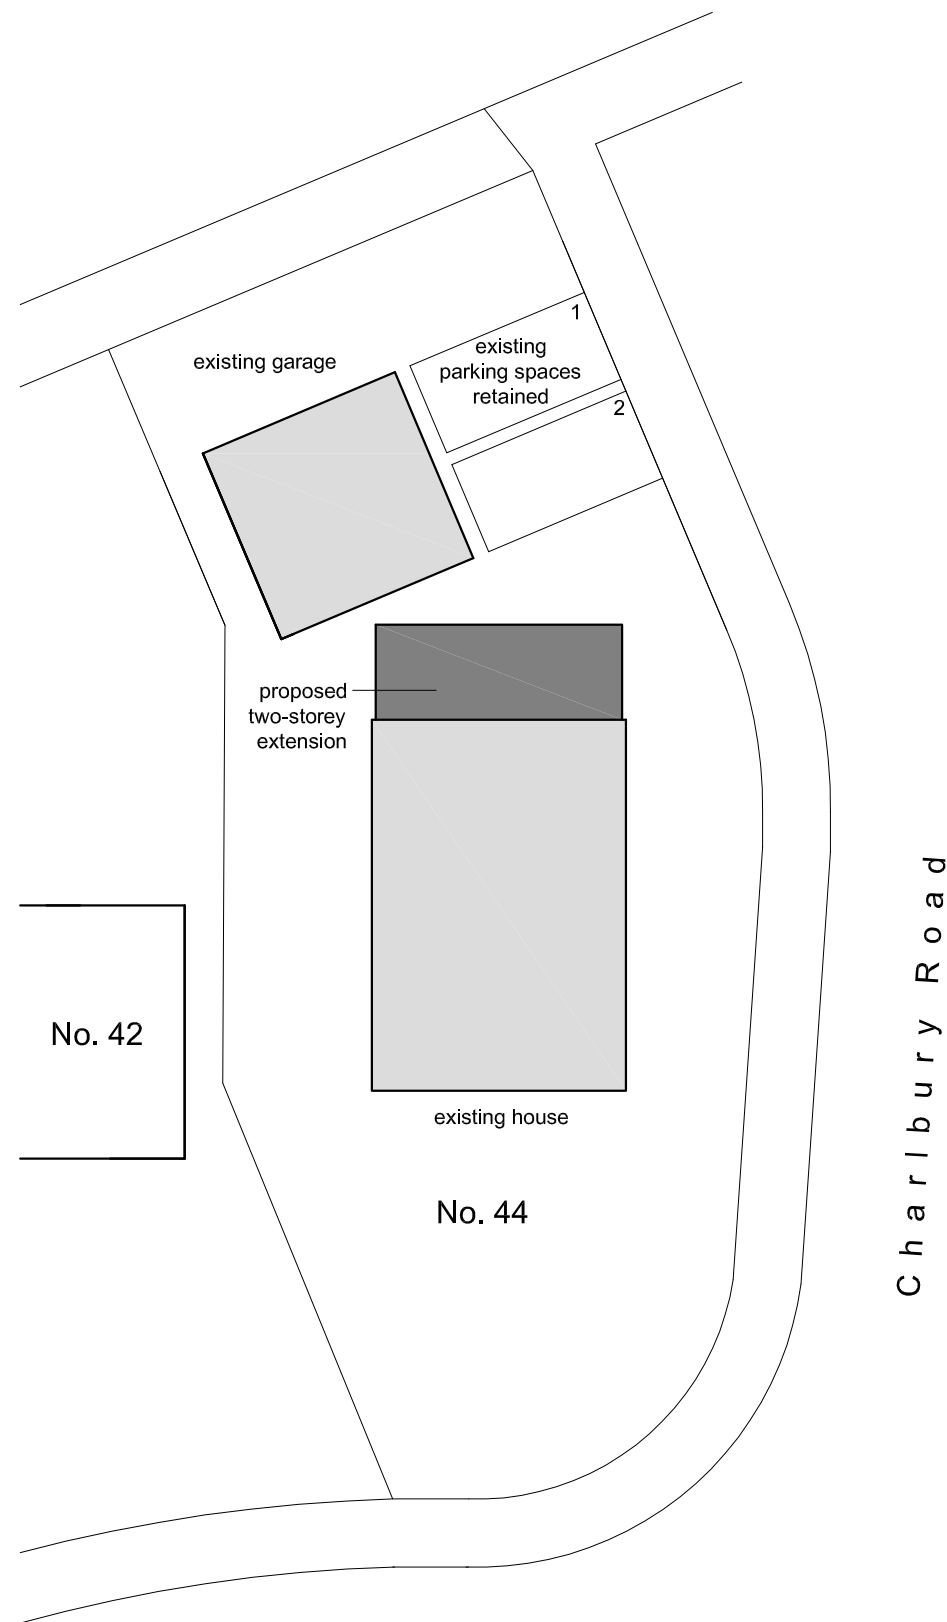 1
existing garage
existing
parking spaces
retained
2
proposed
two-storey
extension
No. 42
existing house
No. 44
Charlbury Road